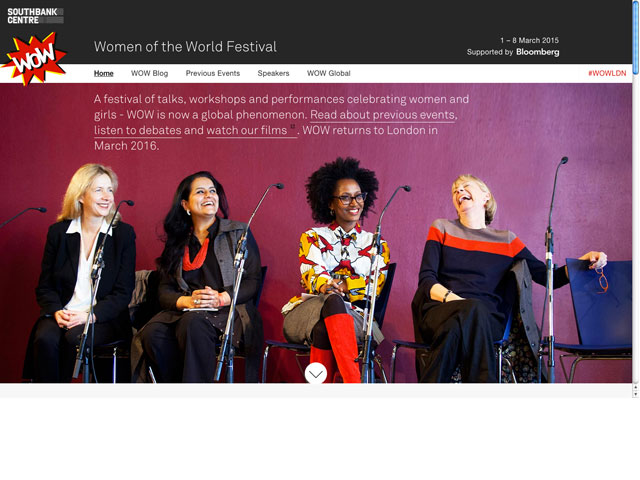 SOUTHBANK
CENTRE
WOW
Women of the World Festival
1 – 8 March 2015
Supported by Bloomberg
Home WOW Blog Previous Events Speakers WOW Global #WOWLDN
A festival of talks, workshops and performances celebrating women and
girls - WOW is now a global phenomenon. Read about previous events,
listen to debates and watch our films . WOW returns to London in
March 2016.